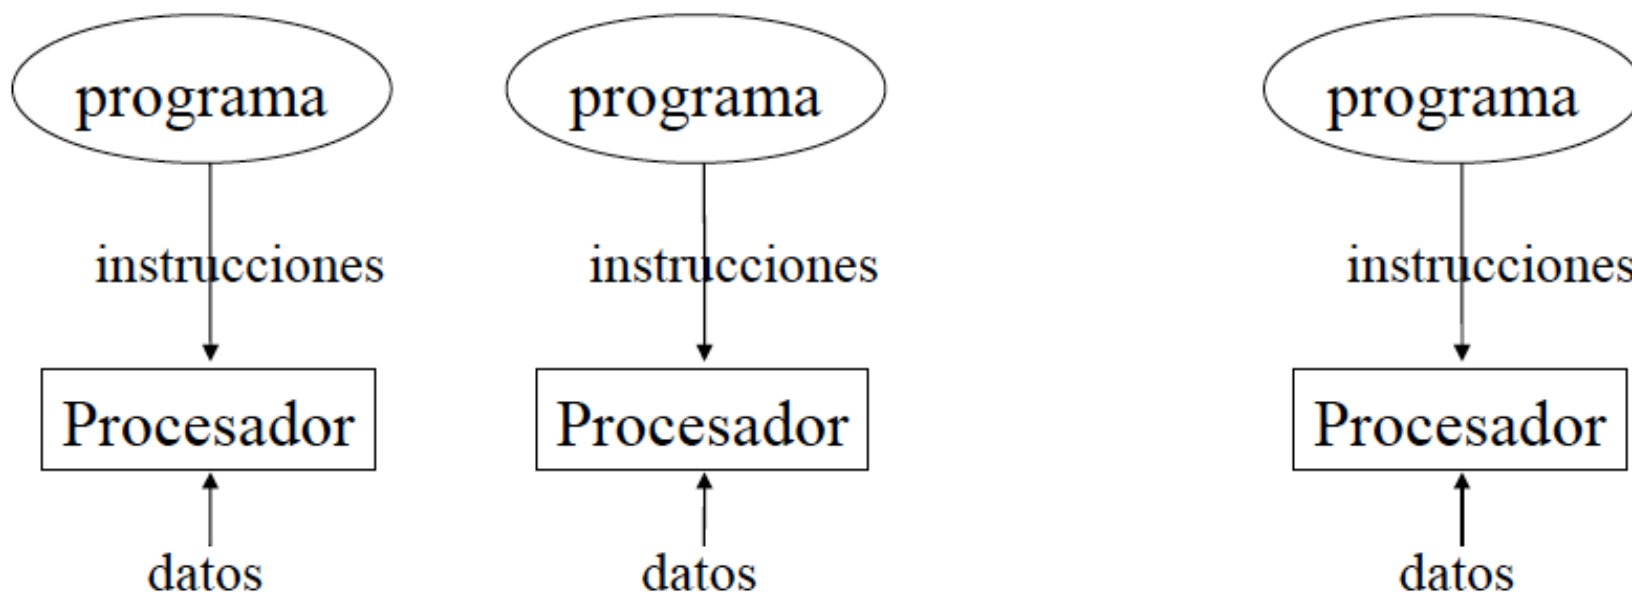 programa programa programa
instrucciones instrucciones instrucciones
Procesador Procesador Procesador
datos datos datos